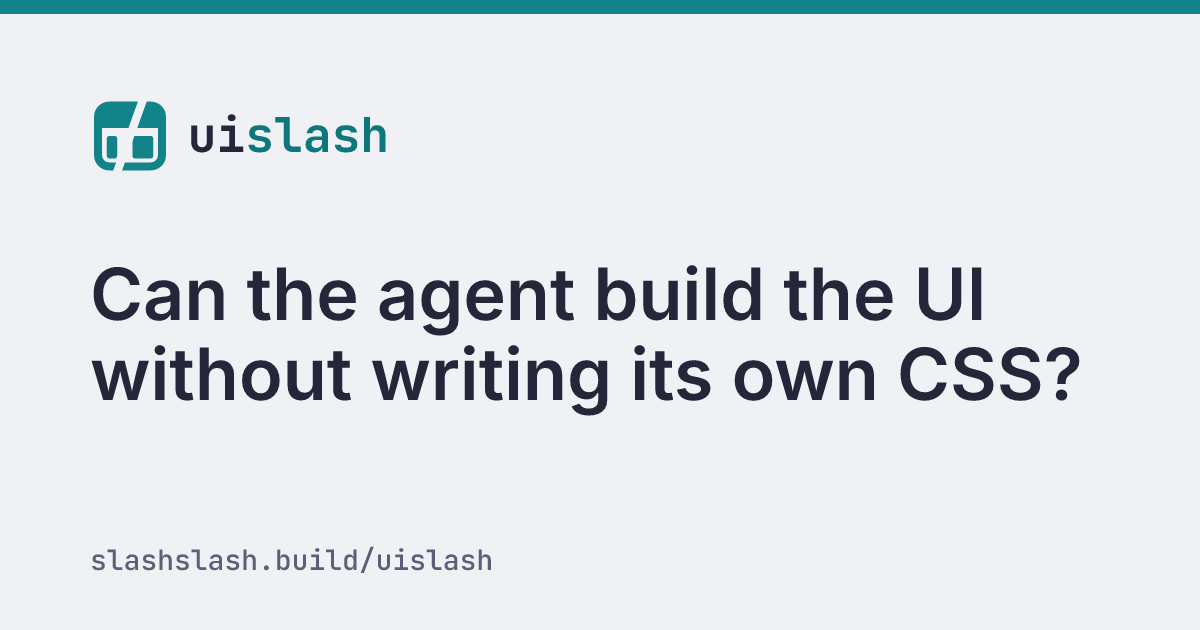 uislash
Can the agent build the UI
without writing its own CSS?
slashslash.build/uislash